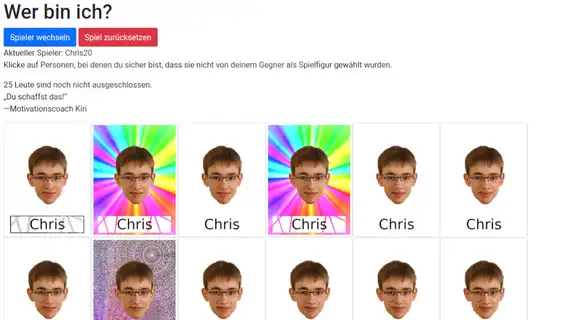 Wer bin ich?
Spieler wechseln Spiel zurücksetzen
Aktueller Spieler: Chris20
Klicke auf Personen, bei denen du sicher bist, dass sie nicht von deinem Gegner als Spielfigur gewählt wurden.
25 Leute sind noch nicht ausgeschlossen.
„Du schaffst das!“
—Motivationscoach Kiri
Chris Chris Chris Chris Chris Chris